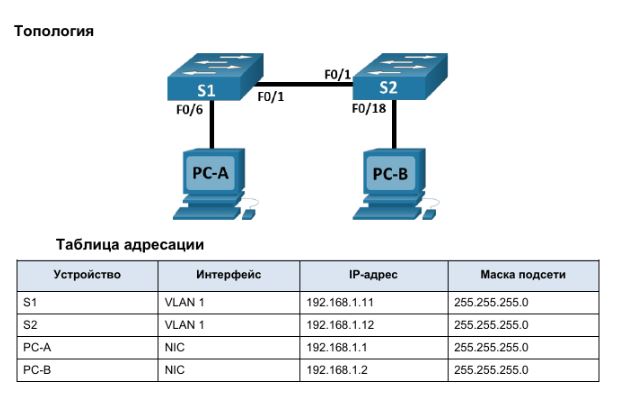 Топология
S1
F0/1
F0/1
S2
F0/6
F0/18
PC-A
PC-B
Таблица адресации
Устройство Интерфейс IP-адрес Маска подсети
S1 VLAN 1 192.168.1.11 255.255.255.0
S2 VLAN 1 192.168.1.12 255.255.255.0
PC-A NIC 192.168.1.1 255.255.255.0
PC-B NIC 192.168.1.2 255.255.255.0